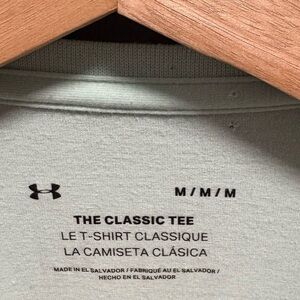 M / M / M
THE CLASSIC TEE
LE T-SHIRT CLASSIQUE
LA CAMISETA CLÁSICA
MADE IN EL SALVADOR / FABRIQUÉ AU EL SALVADOR /
HECHO EN EL SALVADOR